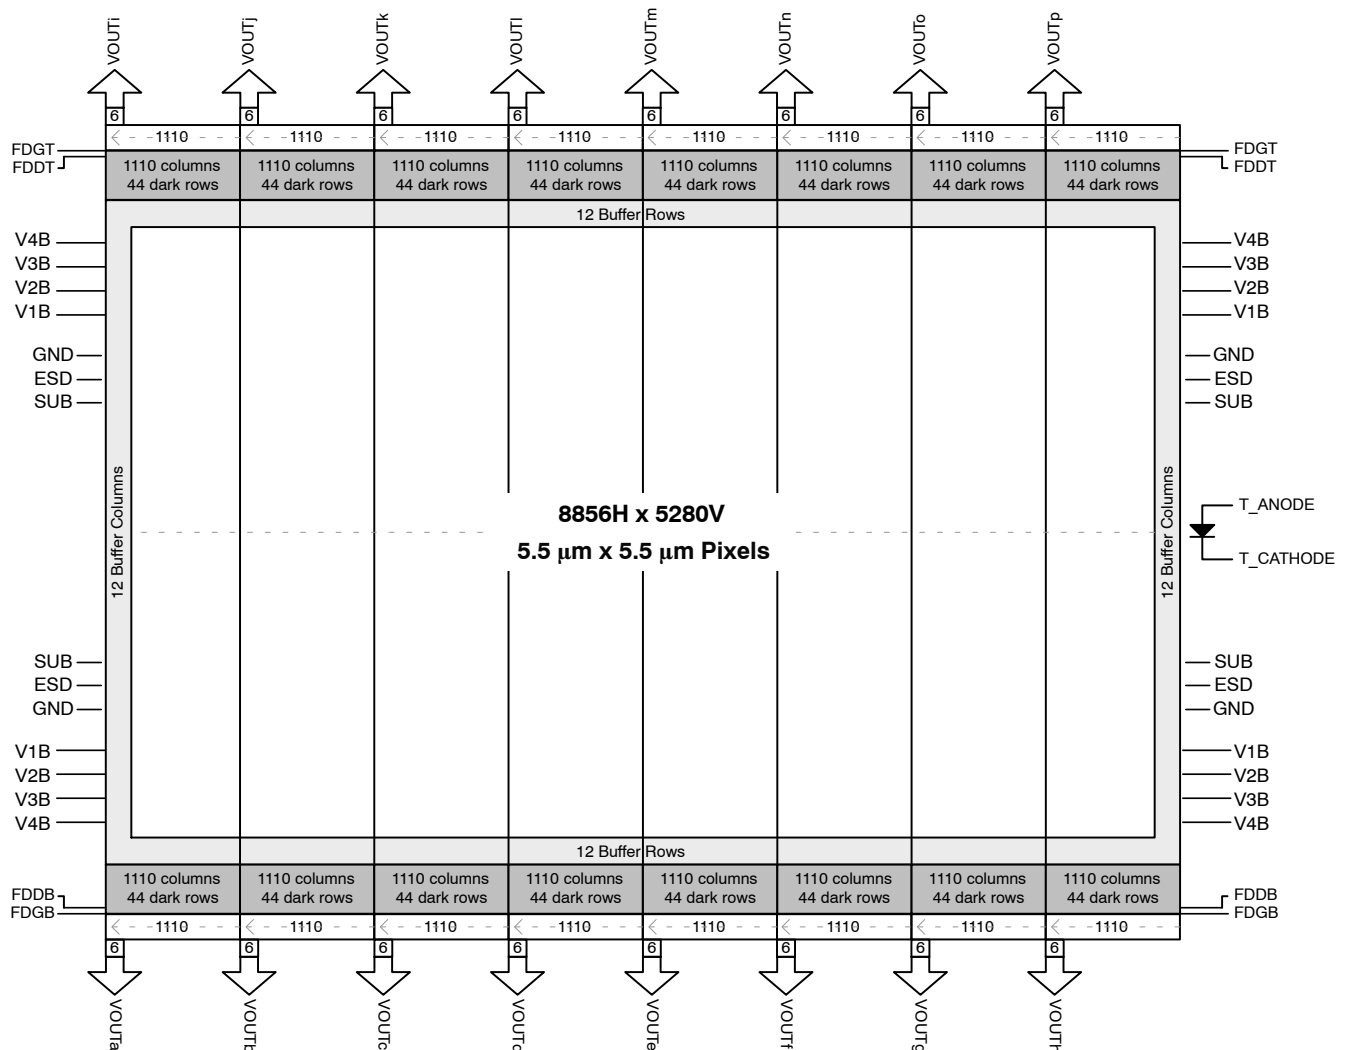 VOUTi VOUTj VOUTk VOUTl VOUTm VOUTn VOUTo VOUTp
6 6 6 6 6 6 6 6
1110 1110 1110 1110 1110 1110 1110 1110
FDGT FDGT
FDDT FDDT
1110 columns 1110 columns 1110 columns 1110 columns 1110 columns 1110 columns 1110 columns 1110 columns
44 dark rows 44 dark rows 44 dark rows 44 dark rows 44 dark rows 44 dark rows 44 dark rows 44 dark rows
12 Buffer Rows
V4B V4B
V3B V3B
V2B V2B
V1B V1B
GND GND
ESD ESD
SUB SUB
12 Buffer Columns
8856H x 5280V
5.5 μm x 5.5 μm Pixels
12 Buffer Columns
T_ANODE
T_CATHODE
SUB SUB
ESD ESD
GND GND
V1B V1B
V2B V2B
V3B V3B
V4B V4B
12 Buffer Rows
1110 columns 1110 columns 1110 columns 1110 columns 1110 columns 1110 columns 1110 columns 1110 columns
44 dark rows 44 dark rows 44 dark rows 44 dark rows 44 dark rows 44 dark rows 44 dark rows 44 dark rows
FDDB FDDB
FDGB FDGB
1110 1110 1110 1110 1110 1110 1110 1110
6 6 6 6 6 6 6 6
VOUTa VOUTb VOUTc VOUTd VOUTe VOUTf VOUTg VOUTh